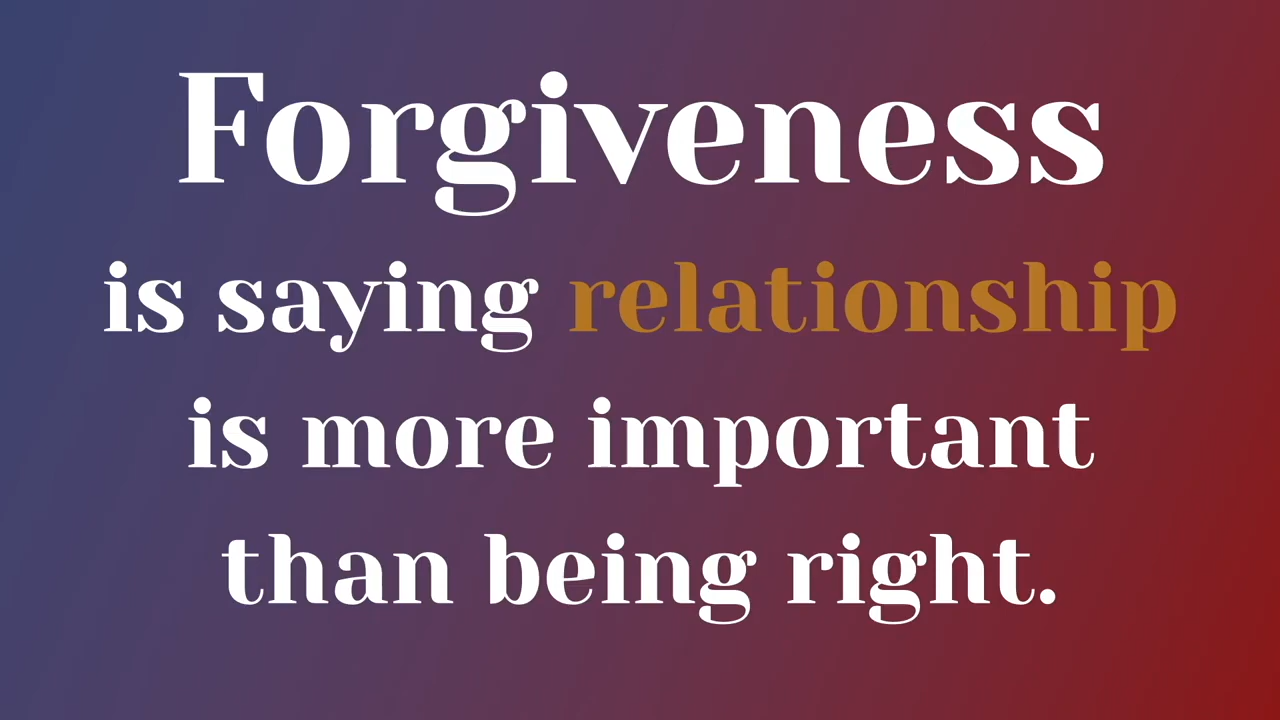 Forgiveness
is saying relationship
is more important
than being right.